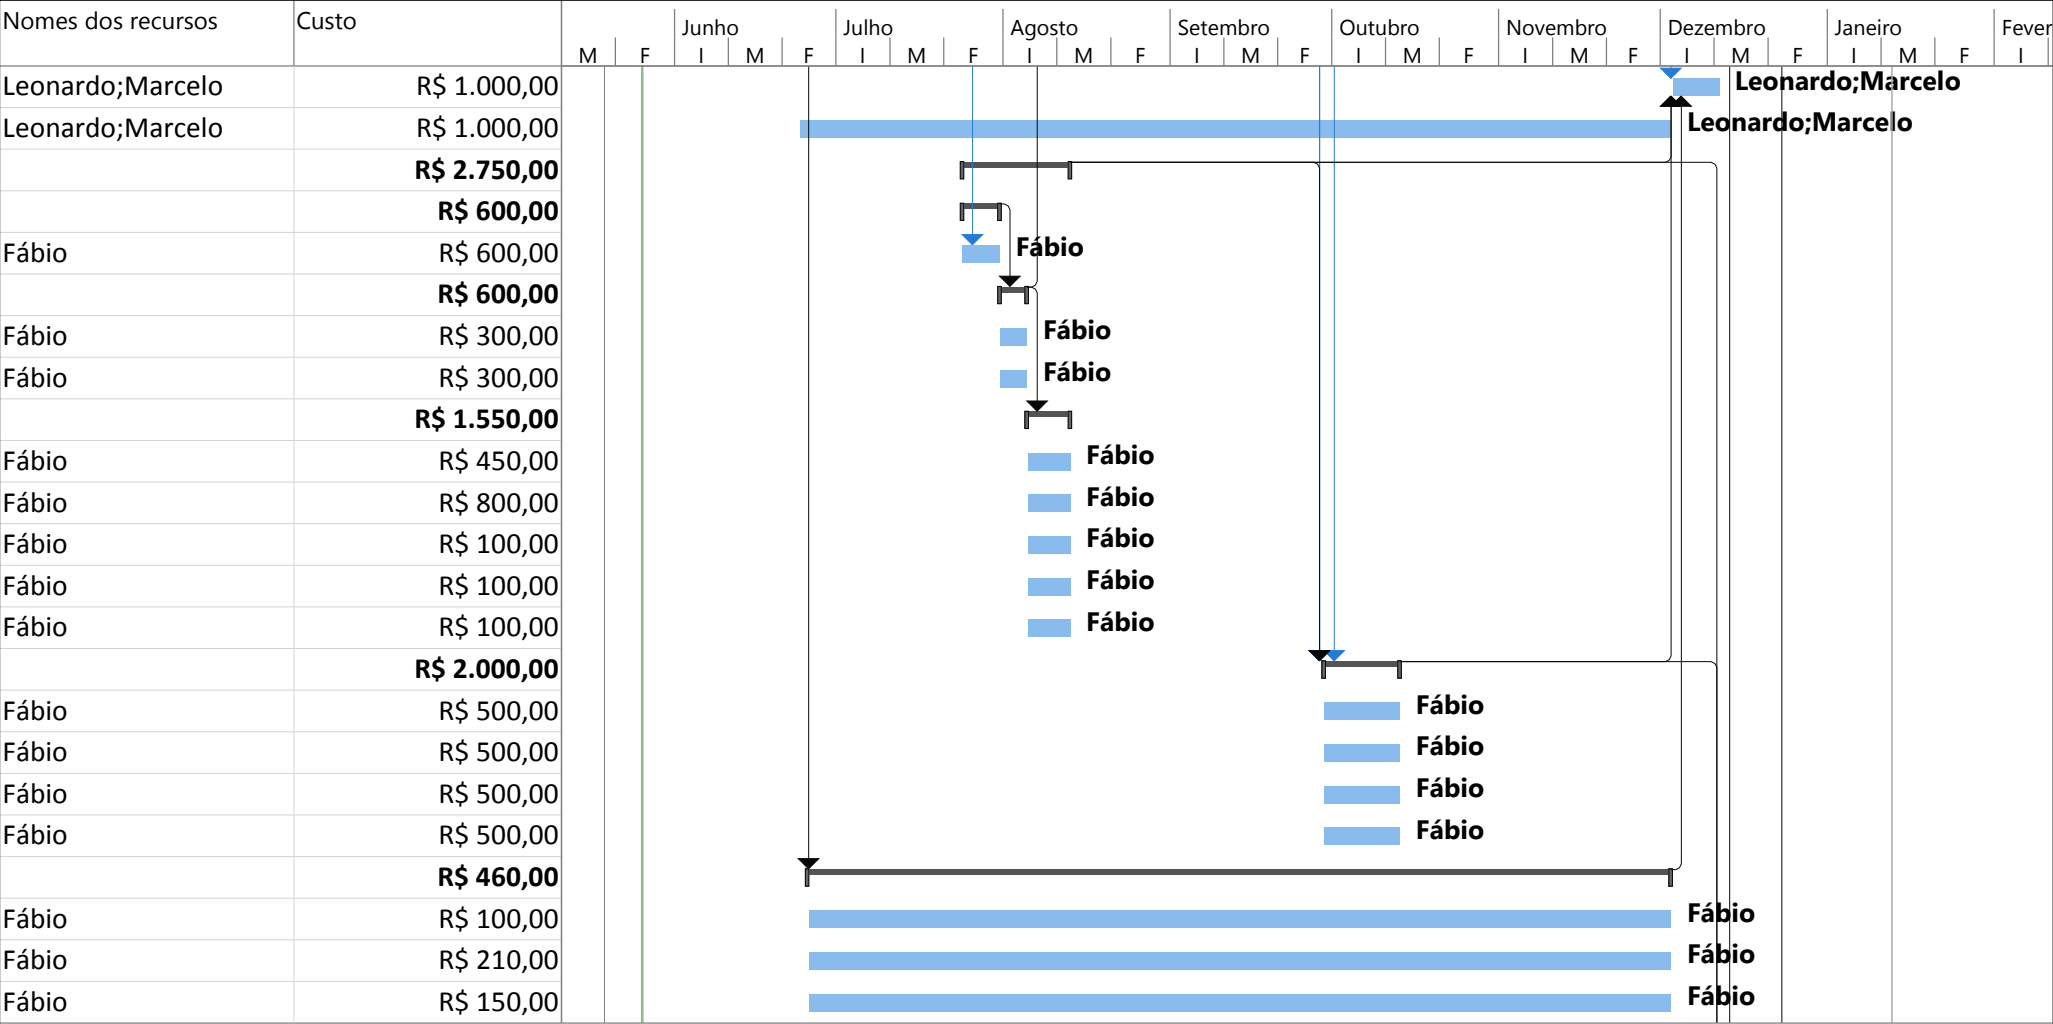 Nomes dos recursos Custo Junho Julho Agosto Setembro Outubro Novembro Dezembro Janeiro Fever
M F I M F I M F I M F I M F I M F I M F I M F I M F I
Leonardo;Marcelo R$ 1.000,00 Leonardo;Marcelo
Leonardo;Marcelo R$ 1.000,00 Leonardo;Marcelo
R$ 2.750,00
R$ 600,00
Fábio R$ 600,00 Fábio
R$ 600,00
Fábio R$ 300,00 Fábio
Fábio R$ 300,00 Fábio
R$ 1.550,00
Fábio R$ 450,00 Fábio
Fábio R$ 800,00 Fábio
Fábio R$ 100,00 Fábio
Fábio R$ 100,00 Fábio
Fábio R$ 100,00 Fábio
R$ 2.000,00
Fábio R$ 500,00 Fábio
Fábio R$ 500,00 Fábio
Fábio R$ 500,00 Fábio
Fábio R$ 500,00 Fábio
R$ 460,00
Fábio R$ 100,00 Fábio
Fábio R$ 210,00 Fábio
Fábio R$ 150,00 Fábio